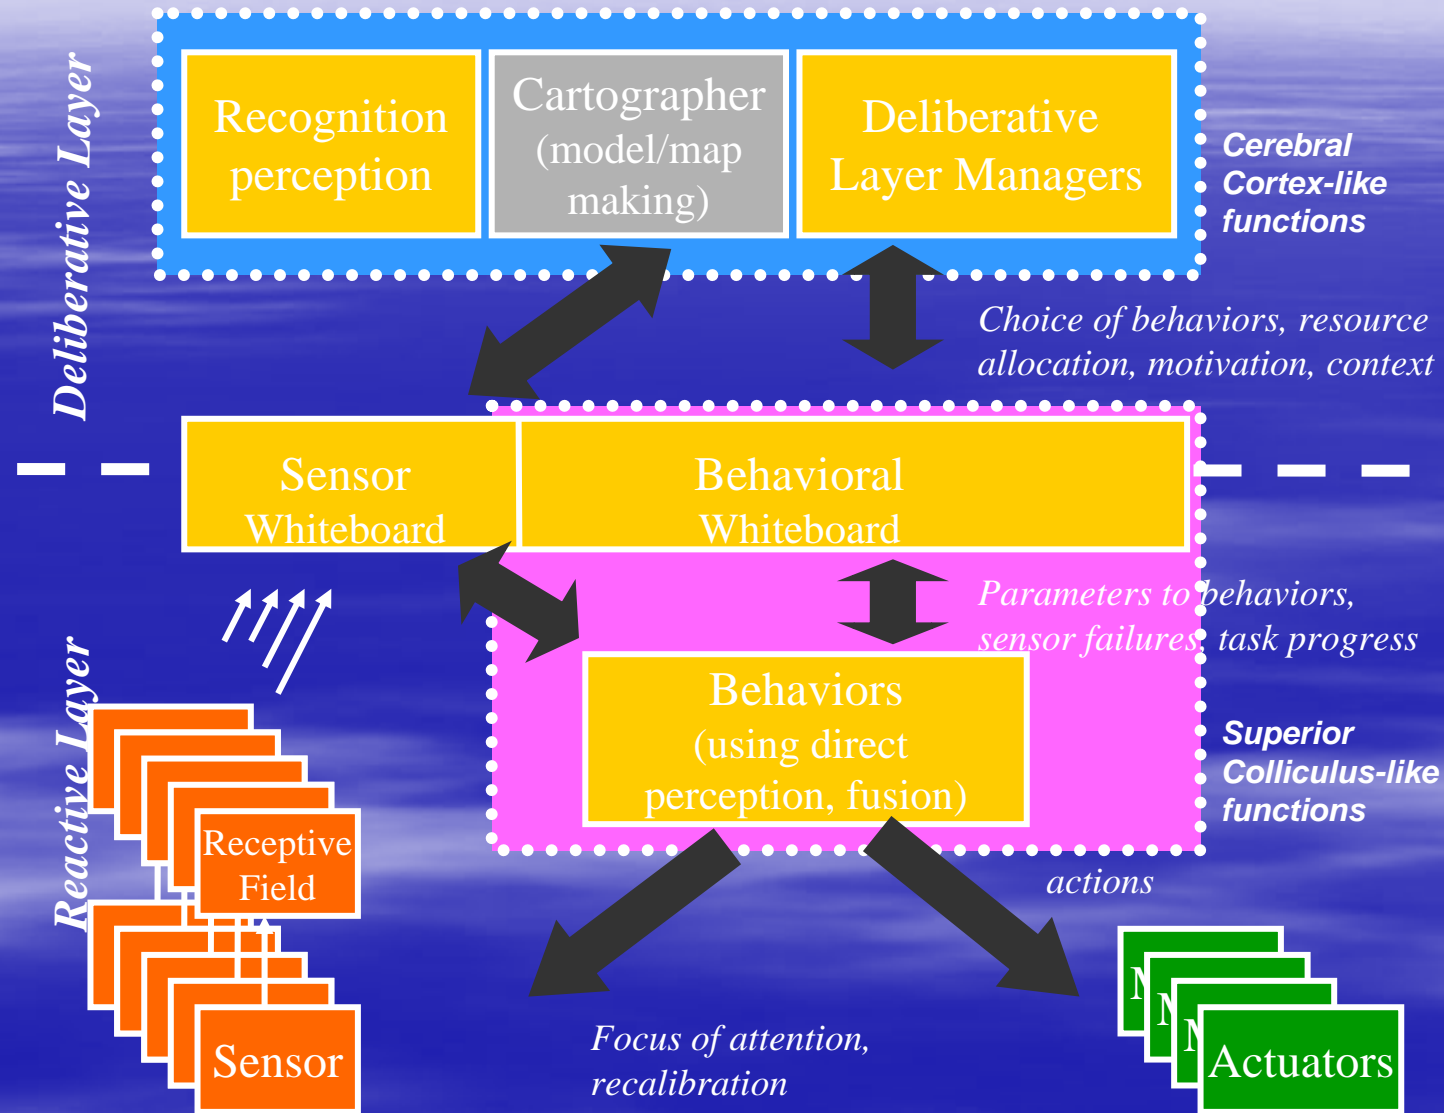 Deliberative Layer
Recognition
perception
Cartographer
(model/map
making)
Deliberative
Layer Managers
Cerebral
Cortex-like
functions
Choice of behaviors, resource
allocation, motivation, context
Sensor
Whiteboard
Behavioral
Whiteboard
Parameters to behaviors,
sensor failures, task progress
Reactive Layer
Behaviors
(using direct
perception, fusion)
Superior
Colliculus-like
functions
Receptive
Field
actions
Sensor
Focus of attention,
recalibration
Actuators